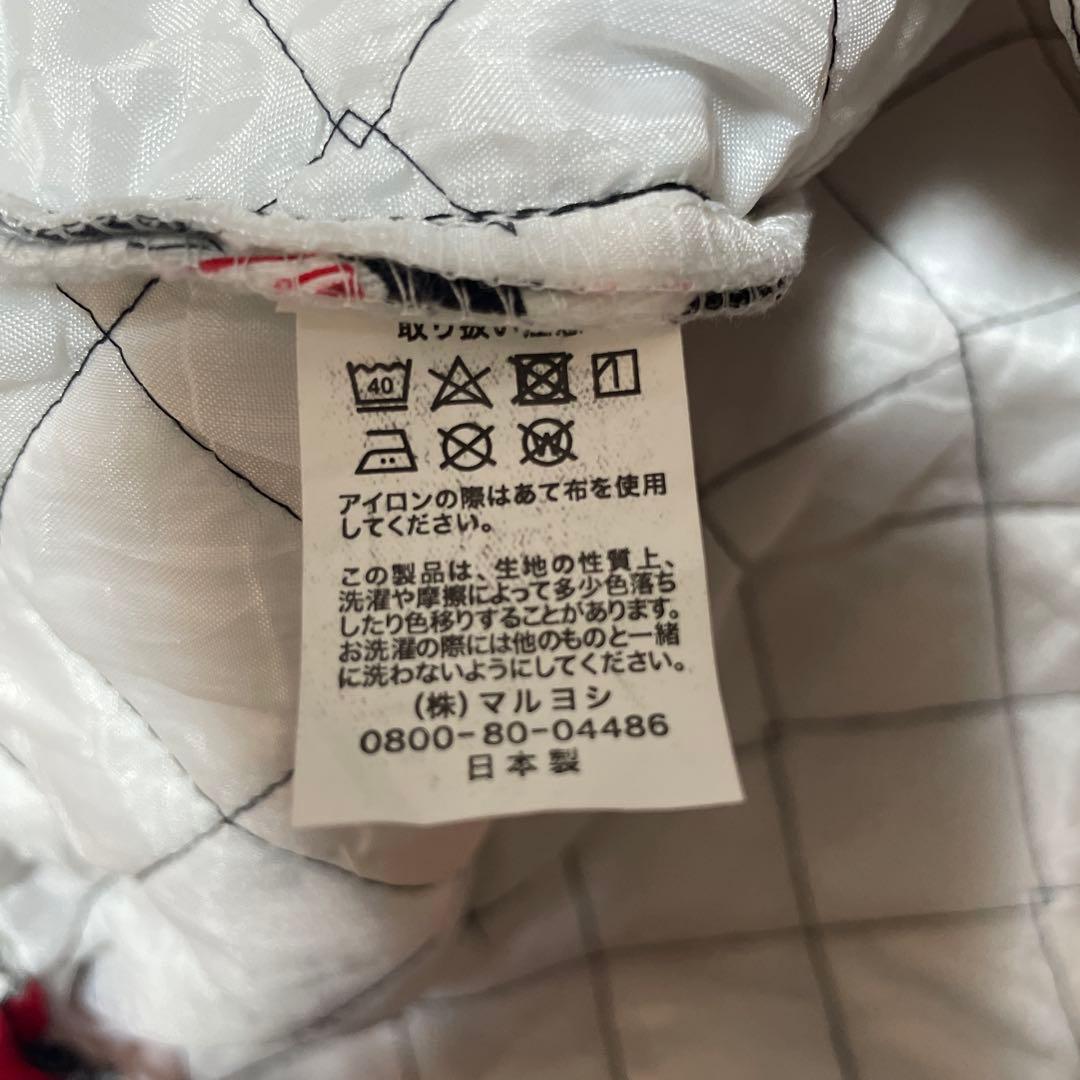 取り扱い注意
40
W
アイロンの際はあて布を使用
してください。
この製品は、生地の性質上、
洗濯や摩擦によって多少色落ち
したり色移りすることがあります。
お洗濯の際には他のものと一緒
に洗わないようにしてください。
(株)マルヨシ
0800-80-04486
日本製